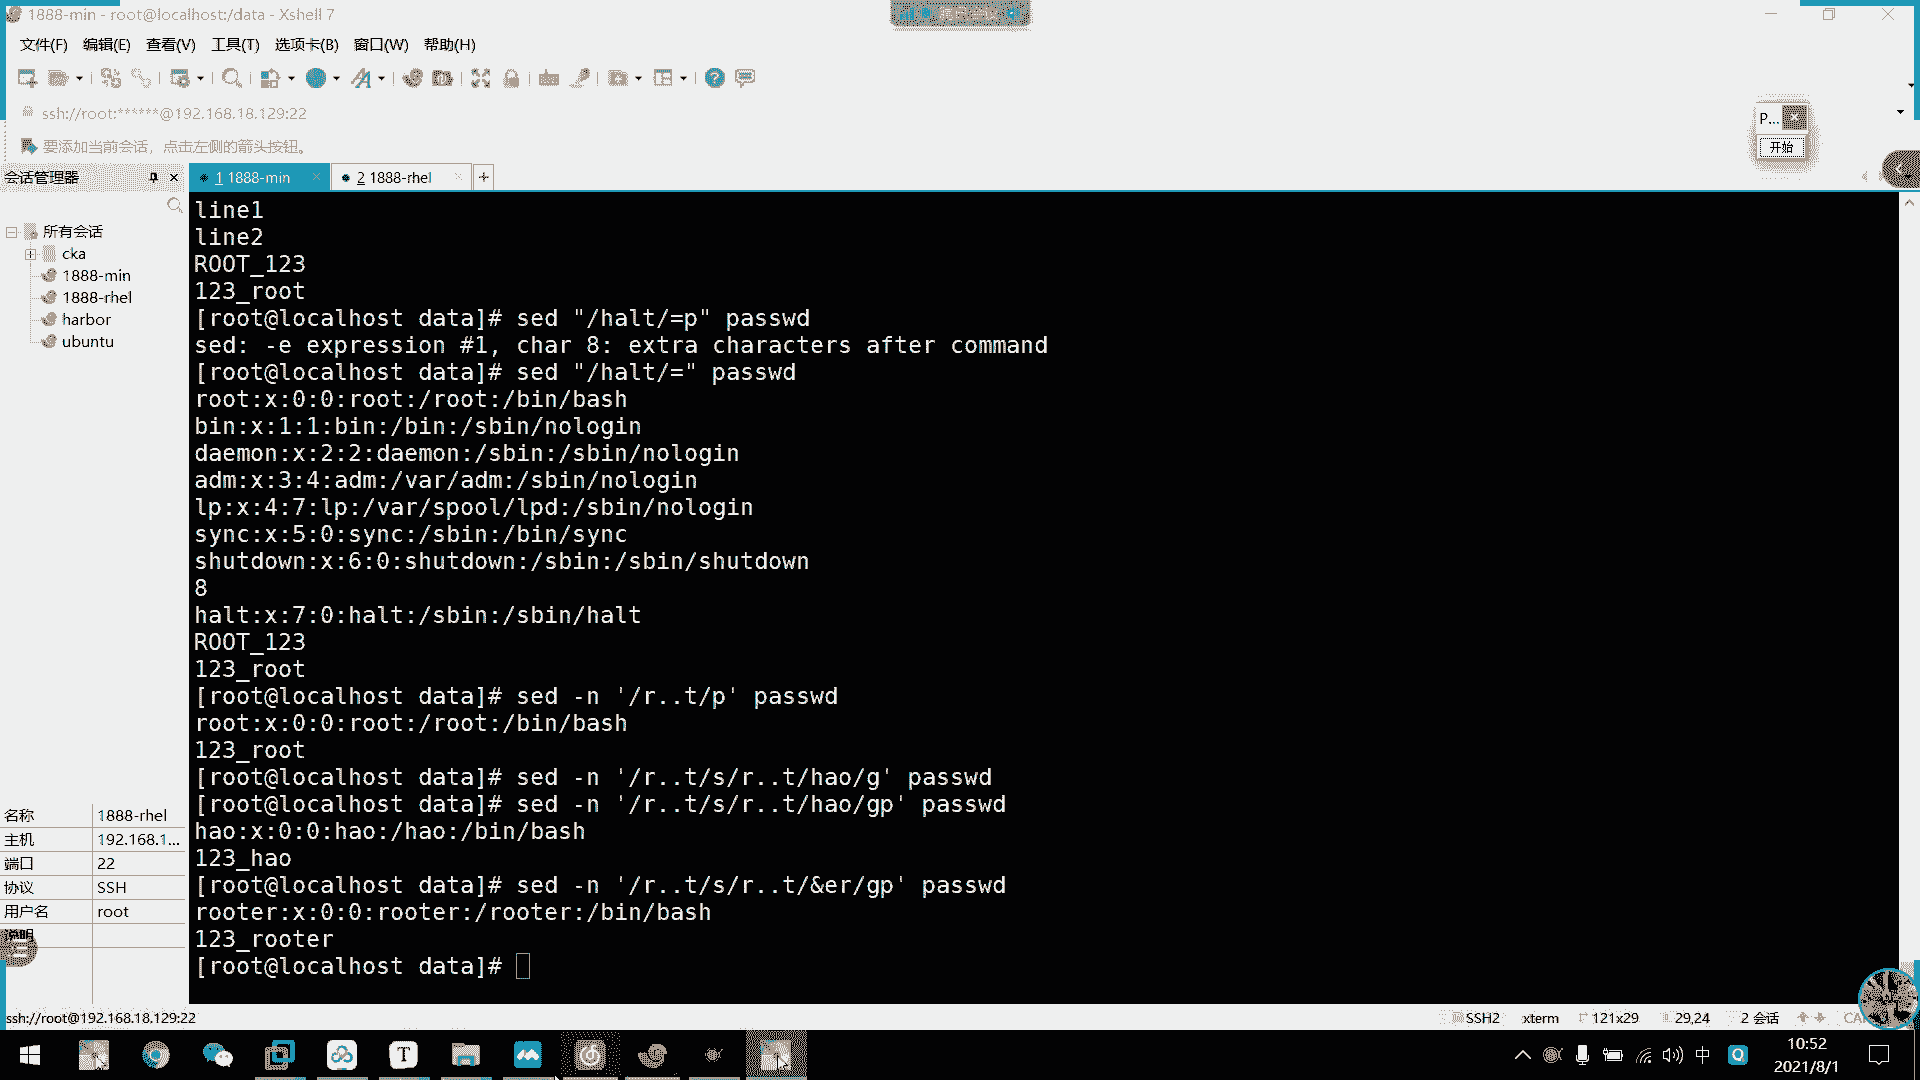 1888-min - root@localhost:/data - Xshell 7
文件(F) 编辑(E) 查看(V) 工具(T) 选项卡(B) 窗口(W) 帮助(H)
ssh://root:******@192.168.18.129:22
要添加当前会话，点击左侧的箭头按钮。
P...
开始
会话管理器
1 1888-min
2 1888-rhel
所有会话
cka
1888-min
1888-rhel
harbor
ubuntu
line1
line2
ROOT_123
123_root
[root@localhost data]# sed "/halt/=p" passwd
sed: -e expression #1, char 8: extra characters after command
[root@localhost data]# sed "/halt/=" passwd
root:x:0:0:root:/root:/bin/bash
bin:x:1:1:bin:/bin:/sbin/nologin
daemon:x:2:2:daemon:/sbin:/sbin/nologin
adm:x:3:4:adm:/var/adm:/sbin/nologin
lp:x:4:7:lp:/var/spool/lpd:/sbin/nologin
sync:x:5:0:sync:/sbin:/bin/sync
shutdown:x:6:0:shutdown:/sbin:/sbin/shutdown
8
halt:x:7:0:halt:/sbin:/sbin/halt
ROOT_123
123_root
[root@localhost data]# sed -n '/r..t/p' passwd
root:x:0:0:root:/root:/bin/bash
123_root
[root@localhost data]# sed -n '/r..t/s/r..t/hao/g' passwd
[root@localhost data]# sed -n '/r..t/s/r..t/hao/gp' passwd
hao:x:0:0:hao:/hao:/bin/bash
123_hao
[root@localhost data]# sed -n '/r..t/s/r..t/&er/gp' passwd
rooter:x:0:0:rooter:/rooter:/bin/bash
123_rooter
[root@localhost data]#
名称 1888-rhel
主机 192.168.1...
端口 22
协议 SSH
用户名 root
说明
ssh://root@192.168.18.129:22
SSH2 xterm 121x29 29,24 2 会话
中
10:52
2021/8/1